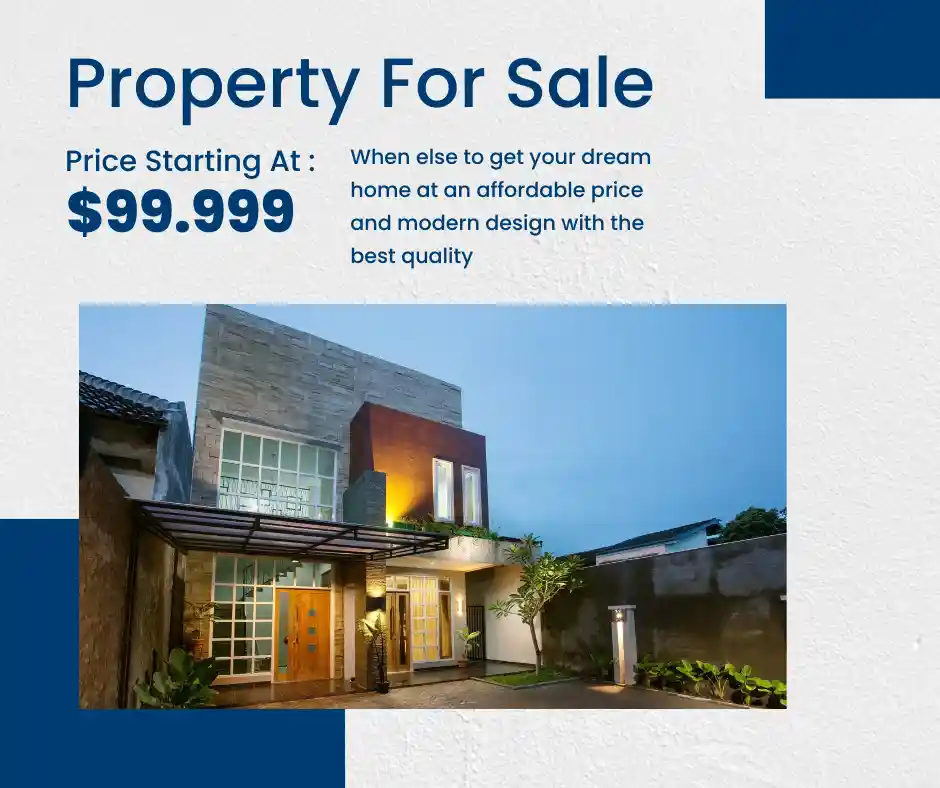 Property For Sale
Price Starting At :
$99.999
When else to get your dream
home at an affordable price
and modern design with the
best quality